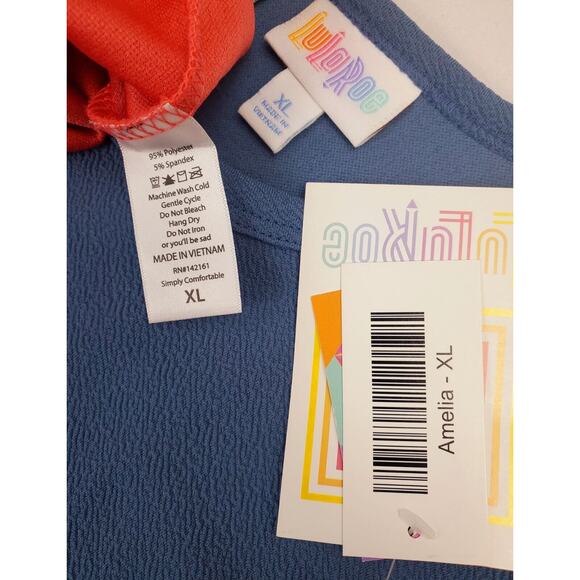 LuLaRoe
XL
MADE IN
VIETNAM
95% Polyester
5% Spandex
Machine Wash Cold
Gentle Cycle
Do Not Bleach
Hang Dry
Do Not Iron
or you'll be sad
MADE IN VIETNAM
RN#142161
Simply Comfortable
XL
LuLaRoe
Amelia - XL